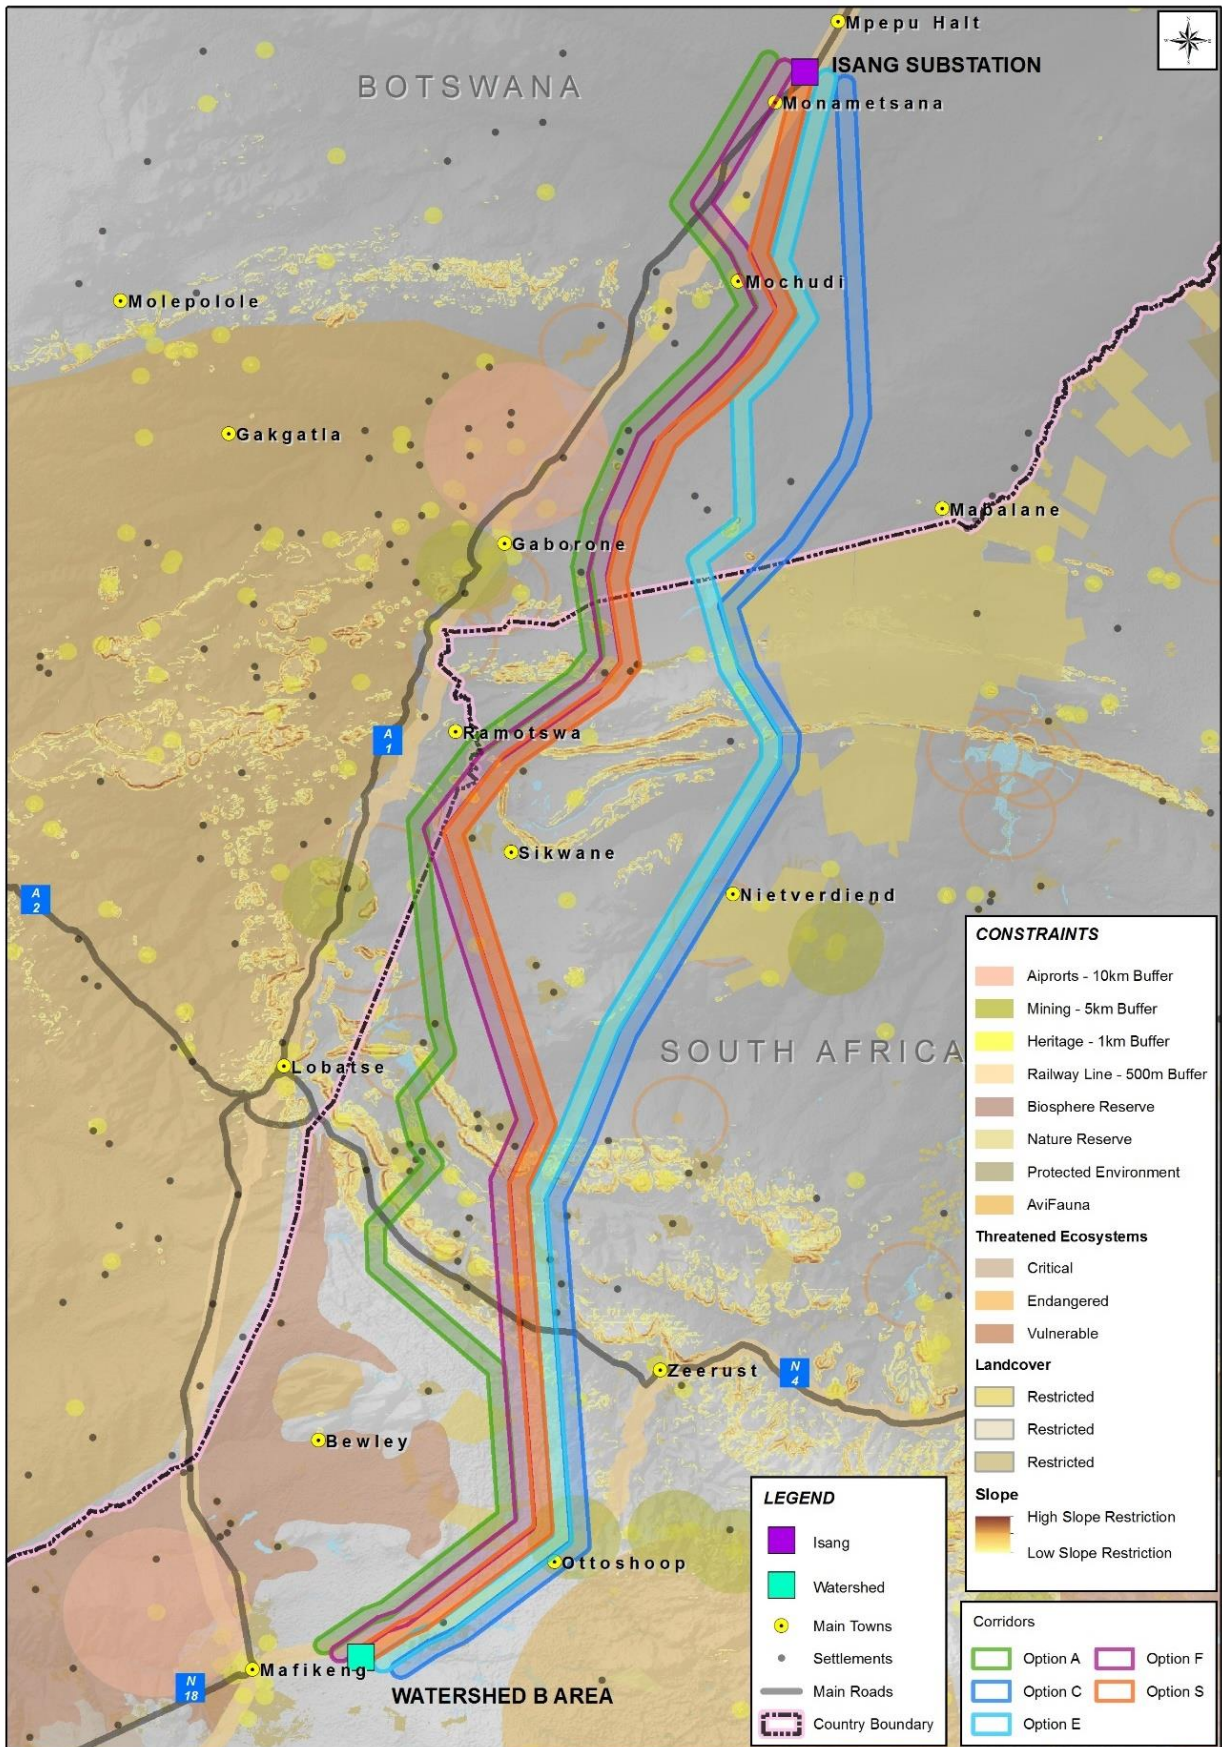 Mpepu Halt
ISANG SUBSTATION
BOTSWANA
Monametsana
Mochudi
Molepolole
Gakgatla
Mabalane
Gaborone
Ramotswa
A
1
Sikwane
A
2
Nietverdiend
SOUTH AFRICA
Lobatse
Zeerust
N
4
Bewley
Ottoshoop
Mafikeng
N
18
WATERSHED B AREA
CONSTRAINTS
Aiprorts - 10km Buffer
Mining - 5km Buffer
Heritage - 1km Buffer
Railway Line - 500m Buffer
Biosphere Reserve
Nature Reserve
Protected Environment
AviFauna
Threatened Ecosystems
Critical
Endangered
Vulnerable
Landcover
Restricted
Restricted
Restricted
Slope
High Slope Restriction
Low Slope Restriction
LEGEND
Isang
Watershed
Main Towns
Settlements
Main Roads
Country Boundary
Corridors
Option A
Option F
Option C
Option S
Option E